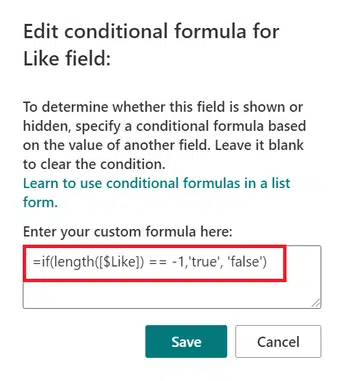 Edit conditional formula for
Like field:
To determine whether this field is shown or
hidden, specify a conditional formula based
on the value of another field. Leave it blank
to clear the condition.
Learn to use conditional formulas in a list
form.
Enter your custom formula here:
=if(length([$Like]) == -1,'true', 'false')
Save
Cancel